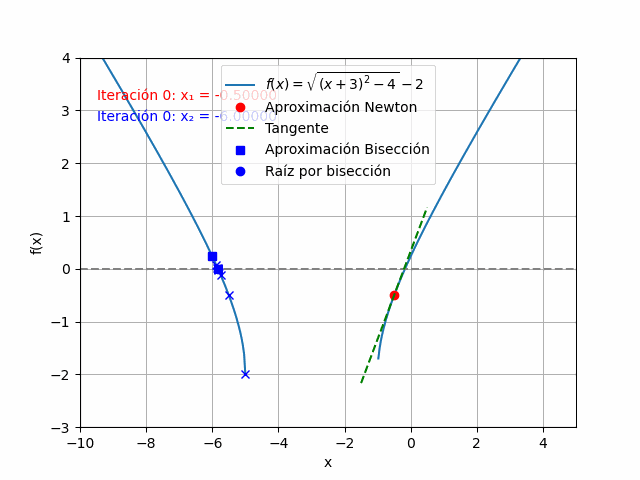 Iteración 0: x₁ = -0.50000
Iteración 0: x₂ = -6.00000
f(x) = √(x + 3)² − 4 − 2
Aproximación Newton
Tangente
Aproximación Bisección
Raíz por bisección
4
3
2
1
0
−1
−2
−3
f(x)
−10 −8 −6 −4 −2 0 2 4
x